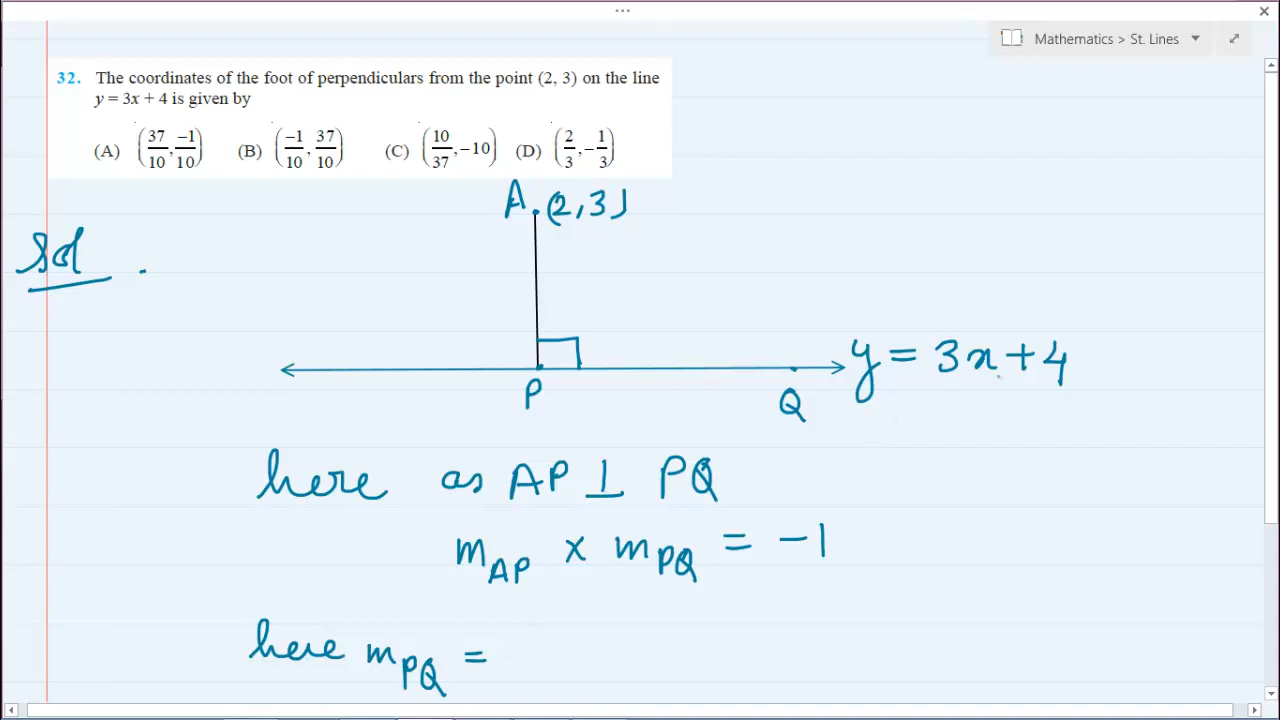 Mathematics > St. Lines
32. The coordinates of the foot of perpendiculars from the point (2, 3) on the line
y = 3x + 4 is given by
(A) (37/10, -1/10) (B) (-1/10, 37/10) (C) (10/37, -10) (D) (2/3, -1/3)
A (2, 3)
Sol
y = 3x + 4
P
Q
here as AP ⊥ PQ
m_AP × m_PQ = -1
here m_PQ =